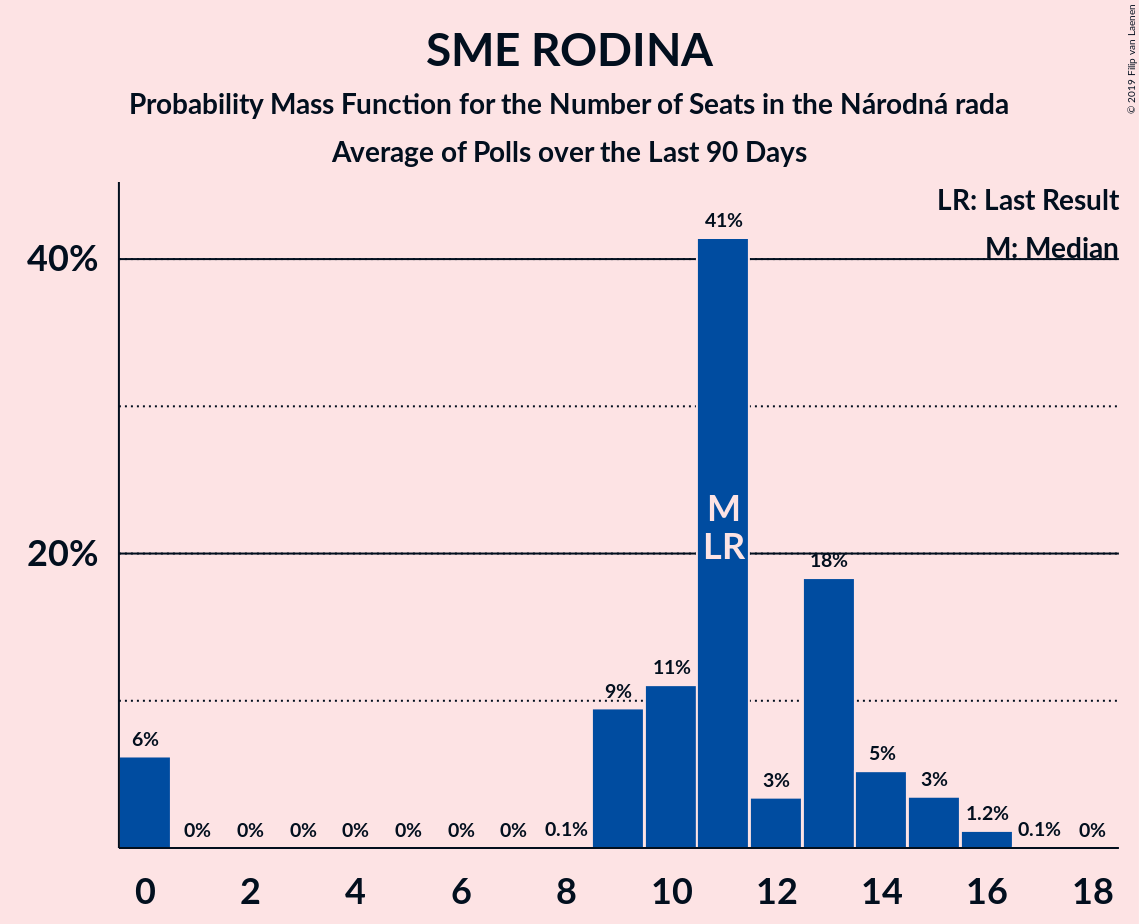 SME RODINA
Probability Mass Function for the Number of Seats in the Národná rada
Average of Polls over the Last 90 Days
© 2019 Filip van Laenen
LR: Last Result
M: Median
40%
20%
6%
0%
0%
0%
0%
0%
0%
0%
0.1%
9%
11%
41%
M
LR
3%
18%
5%
3%
1.2%
0.1%
0%
0 2 4 6 8 10 12 14 16 18